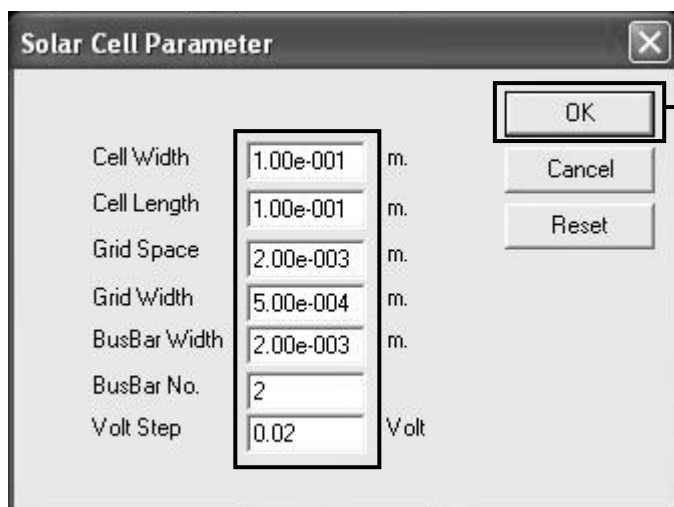 Solar Cell Parameter
OK
Cell Width 1.00e-001 m.
Cancel
Cell Length 1.00e-001 m.
Reset
Grid Space 2.00e-003 m.
Grid Width 5.00e-004 m.
BusBar Width 2.00e-003 m.
BusBar No. 2
Volt Step 0.02 Volt